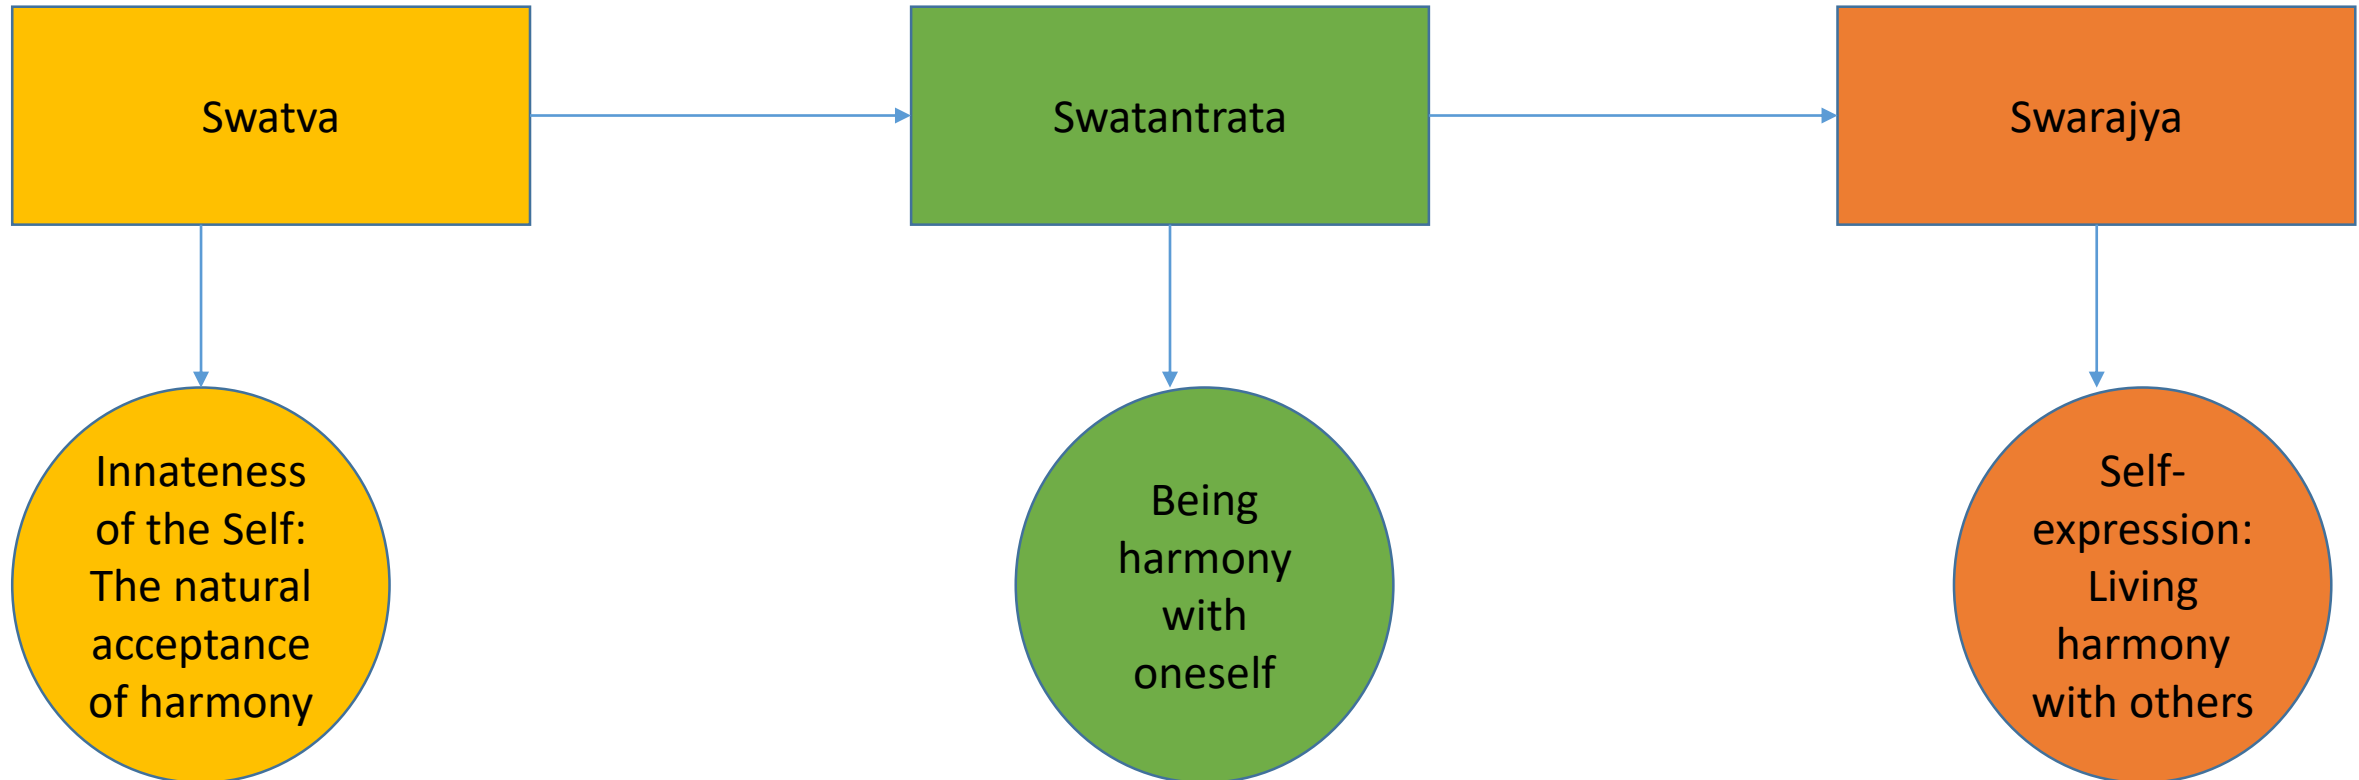 Swatva
Swatantrata
Swarajya
Innateness
of the Self:
The natural
acceptance
of harmony
Being
harmony
with
oneself
Self-
expression:
Living
harmony
with others